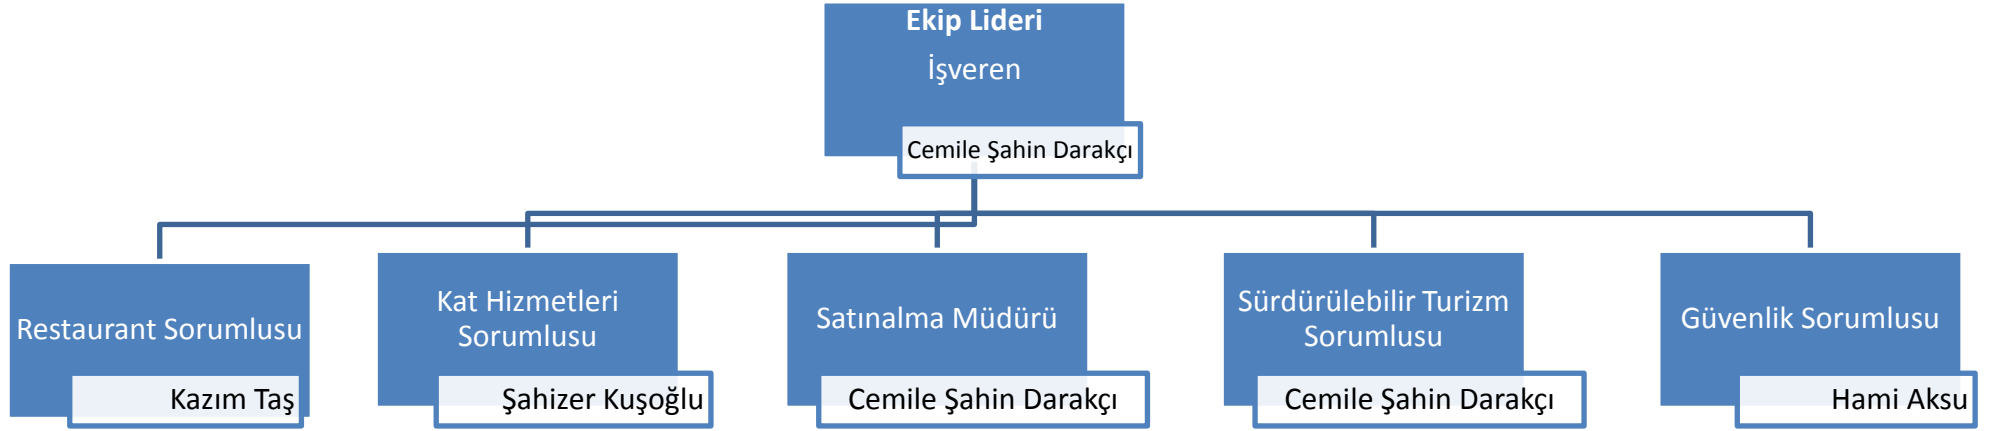 Ekip Lideri
İşveren
Cemile Şahin Darakçı
Restaurant Sorumlusu
Kazım Taş
Kat Hizmetleri
Sorumlusu
Şahizer Kuşoğlu
Satınalma Müdürü
Cemile Şahin Darakçı
Sürdürülebilir Turizm
Sorumlusu
Cemile Şahin Darakçı
Güvenlik Sorumlusu
Hami Aksu